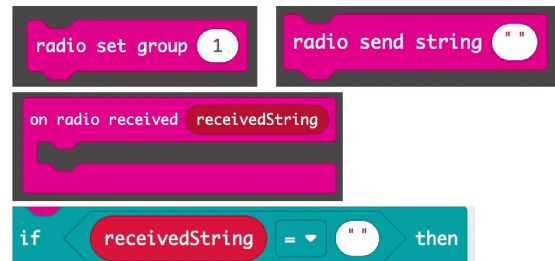 radio set group 1
radio send string " "
on radio received receivedString
if receivedString = " " then